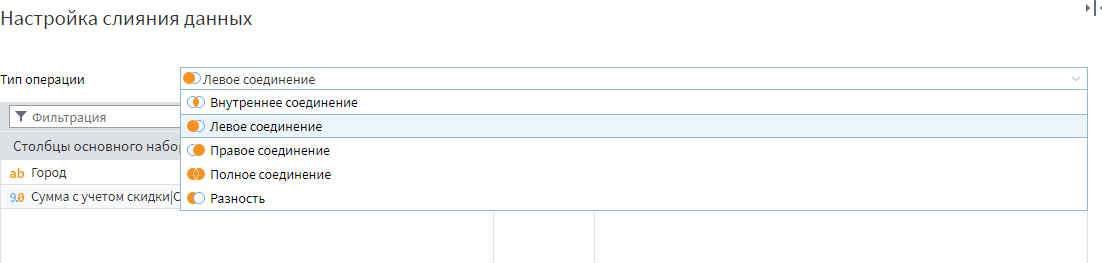 Настройка слияния данных
Тип операции
Левое соединение
Внутреннее соединение
Фильтрация
Левое соединение
Столбцы основного набор
Правое соединение
ab Город
Полное соединение
9.0 Сумма с учетом скидки|С
Разность